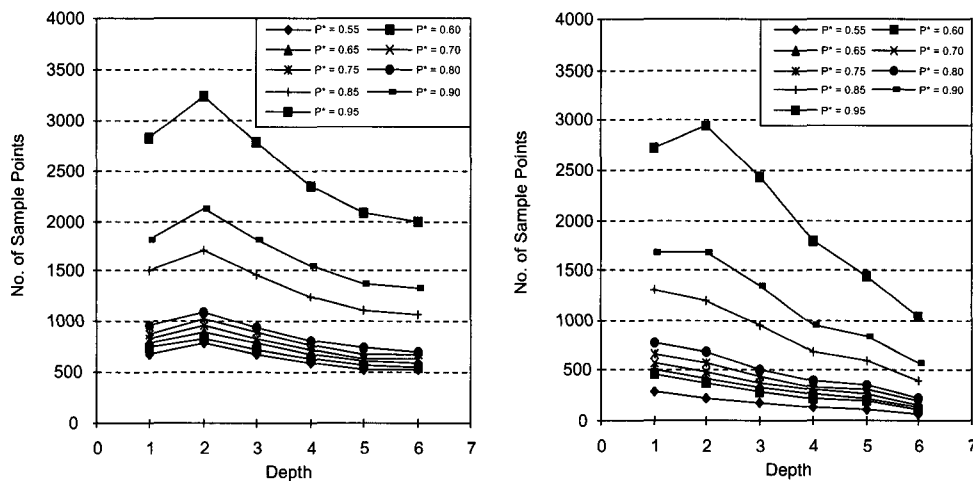 4000
3500
3000
2500
2000
1500
1000
500
0
No. of Sample Points
P* = 0.55 P* = 0.60
P* = 0.65 P* = 0.70
P* = 0.75 P* = 0.80
P* = 0.85 P* = 0.90
P* = 0.95
0 1 2 3 4 5 6 7
Depth
4000
3500
3000
2500
2000
1500
1000
500
0
No. of Sample Points
P* = 0.55 P* = 0.60
P* = 0.65 P* = 0.70
P* = 0.75 P* = 0.80
P* = 0.85 P* = 0.90
P* = 0.95
0 1 2 3 4 5 6 7
Depth